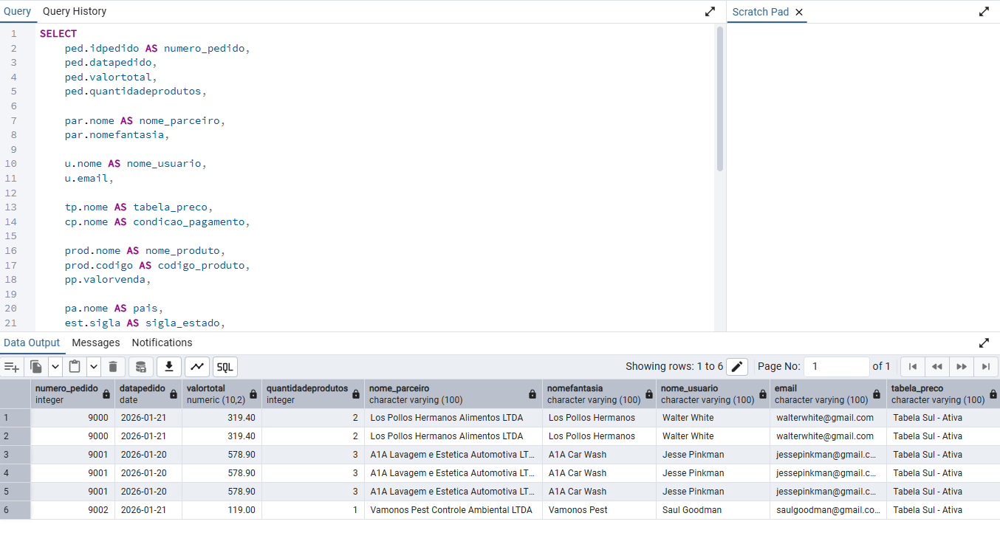 Query Query History
Scratch Pad
1 SELECT
2 ped.idpedido AS numero_pedido,
3 ped.datapedido,
4 ped.valortotal,
5 ped.quantidadeprodutos,
6
7 par.nome AS nome_parceiro,
8 par.nomefantasia,
9
10 u.nome AS nome_usuario,
11 u.email,
12
13 tp.nome AS tabela_preco,
14 cp.nome AS condicao_pagamento,
15
16 prod.nome AS nome_produto,
17 prod.codigo AS codigo_produto,
18 pp.valorvenda,
19
20 pa.nome AS pais,
21 est.sigla AS sigla_estado,
Data Output Messages Notifications
SQL Showing rows: 1 to 6 Page No: 1 of 1
numero_pedido datapedido valortotal quantidadeprodutos nome_parceiro nomefantasia nome_usuario email tabela_preco
integer date numeric (10,2) integer character varying (100) character varying (100) character varying (100) character varying (100) character varying (100)
1 9000 2026-01-21 319.40 2 Los Pollos Hermanos Alimentos LTDA Los Pollos Hermanos Walter White walterwhite@gmail.com Tabela Sul - Ativa
2 9000 2026-01-21 319.40 2 Los Pollos Hermanos Alimentos LTDA Los Pollos Hermanos Walter White walterwhite@gmail.com Tabela Sul - Ativa
3 9001 2026-01-20 578.90 3 A1A Lavagem e Estetica Automotiva LT... A1A Car Wash Jesse Pinkman jessepinkman@gmail.c... Tabela Sul - Ativa
4 9001 2026-01-20 578.90 3 A1A Lavagem e Estetica Automotiva LT... A1A Car Wash Jesse Pinkman jessepinkman@gmail.c... Tabela Sul - Ativa
5 9001 2026-01-20 578.90 3 A1A Lavagem e Estetica Automotiva LT... A1A Car Wash Jesse Pinkman jessepinkman@gmail.c... Tabela Sul - Ativa
6 9002 2026-01-21 119.00 1 Vamonos Pest Controle Ambiental LTDA Vamonos Pest Saul Goodman saulgoodman@gmail.co... Tabela Sul - Ativa